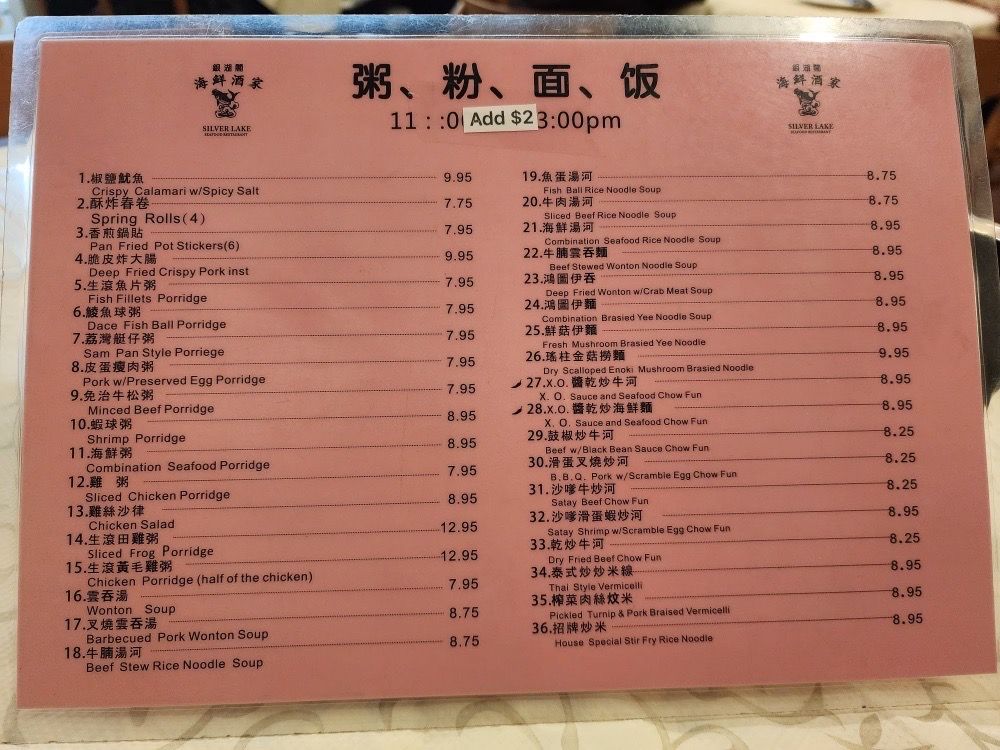 銀湖閣
海鮮酒家
SILVER LAKE
SEAFOOD RESTAURANT
粥、粉、面、饭
11 : :0 Add $2 3:00pm
銀湖閣
海鮮酒家
SILVER LAKE
SEAFOOD RESTAURANT
1.椒鹽魷魚 9.95
Crispy Calamari w/Spicy Salt
2.酥炸春卷 7.75
Spring Rolls(4)
3.香煎鍋貼 7.95
Pan Fried Pot Stickers(6)
4.脆皮炸大腸 9.95
Deep Fried Crispy Pork inst
5.生滾魚片粥 7.95
Fish Fillets Porridge
6.鯪魚球粥 7.95
Dace Fish Ball Porridge
7.荔灣艇仔粥 7.95
Sam Pan Style Porriege
8.皮蛋瘦肉粥 7.95
Pork w/Preserved Egg Porridge
9.免治牛松粥 7.95
Minced Beef Porridge
10.蝦球粥 8.95
Shrimp Porridge
11.海鮮粥 8.95
Combination Seafood Porridge
12.雞 粥 7.95
Sliced Chicken Porridge
13.雞絲沙律 8.95
Chicken Salad
14.生滾田雞粥 12.95
Sliced Frog Porridge
15.生滾黃毛雞粥 12.95
Chicken Porridge (half of the chicken)
16.雲吞湯 7.95
Wonton Soup
17.叉燒雲吞湯 8.75
Barbecued Pork Wonton Soup
18.牛腩湯河 8.75
Beef Stew Rice Noodle Soup
19.魚蛋湯河 8.75
Fish Ball Rice Noodle Soup
20.牛肉湯河 8.75
Sliced Beef Rice Noodle Soup
21.海鮮湯河 8.95
Combination Seafood Rice Noodle Soup
22.牛腩雲吞麵 8.95
Beef Stewed Wonton Noodle Soup
23.鴻圖伊吞 8.95
Deep Fried Wonton w/Crab Meat Soup
24.鴻圖伊麵 8.95
Combination Brasied Yee Noodle Soup
25.鮮菇伊麵 8.95
Fresh Mushroom Brasied Yee Noodle
26.瑤柱金菇撈麵 9.95
Dry Scalloped Enoki Mushroom Brasied Noodle
27.X.O.醬乾炒牛河 8.95
X. O. Sauce and Seafood Chow Fun
28.X.O.醬乾炒海鮮麵 8.95
X. O. Sauce and Seafood Chow Fun
29.鼓椒炒牛河 8.25
Beef w/Black Bean Sauce Chow Fun
30.滑蛋叉燒炒河 8.25
B.B.Q. Pork w/Scramble Egg Chow Fun
31.沙嗲牛炒河 8.25
Satay Beef Chow Fun
32.沙嗲滑蛋蝦炒河 8.95
Satay Shrimp w/Scramble Egg Chow Fun
33.乾炒牛河 8.25
Dry Fried Beef Chow Fun
34.泰式炒炒米線 8.95
Thai Style Vermicelli
35.榨菜肉絲炆米 8.95
Pickled Turnip & Pork Braised Vermicelli
36.招牌炒米 8.95
House Special Stir Fry Rice Noodle